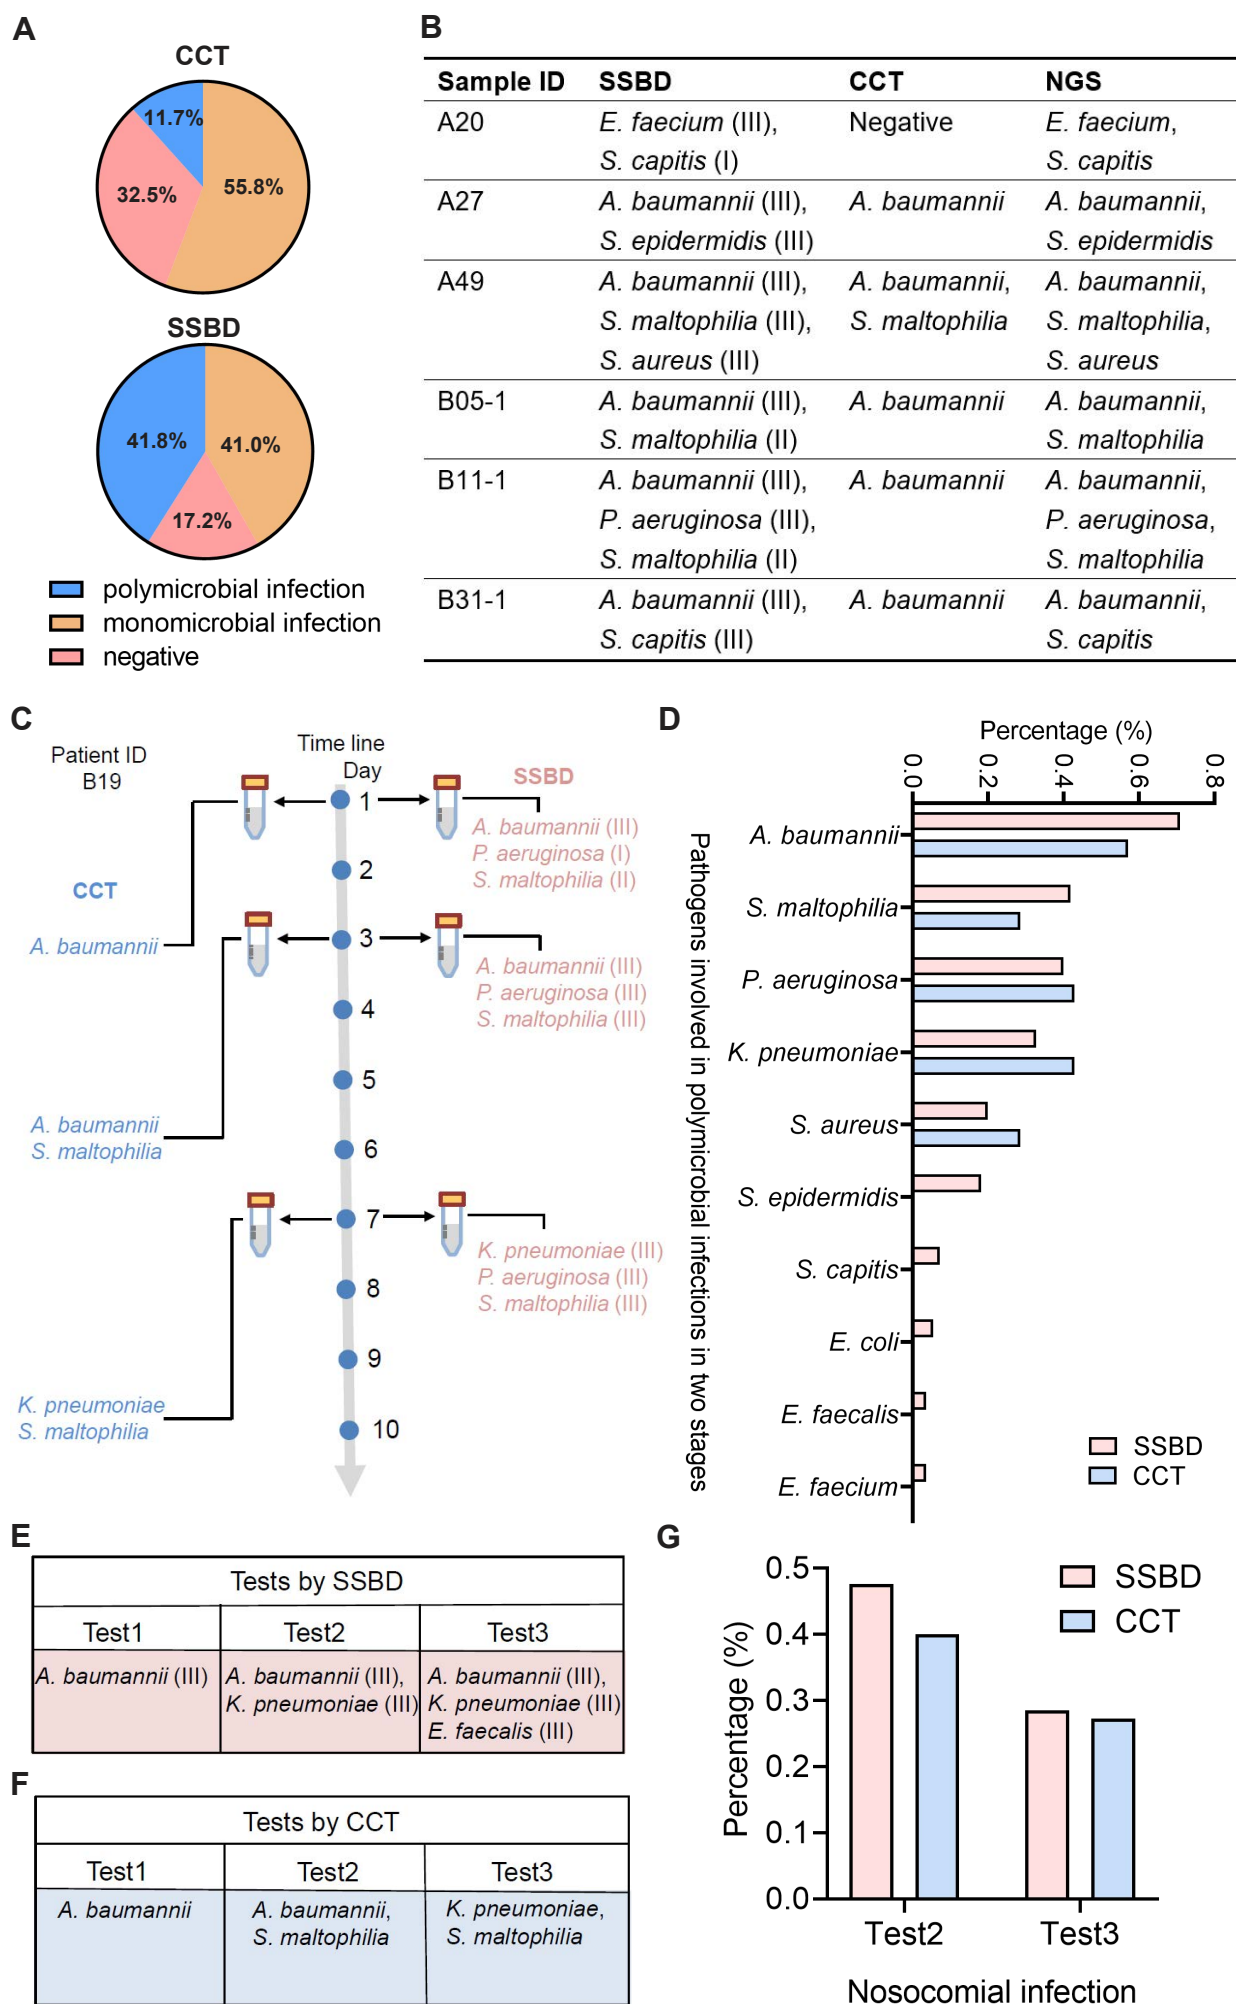 A
CCT
11.7%
32.5%
55.8%
SSBD
41.8%
41.0%
17.2%
polymicrobial infection
monomicrobial infection
negative
B
Sample ID SSBD CCT NGS
A20 E. faecium (III), Negative E. faecium,
S. capitis (I) S. capitis
A27 A. baumannii (III), A. baumannii A. baumannii,
S. epidermidis (III) S. epidermidis
A49 A. baumannii (III), A. baumannii, A. baumannii,
S. maltophilia (III), S. maltophilia S. maltophilia,
S. aureus (III) S. aureus
B05-1 A. baumannii (III), A. baumannii A. baumannii,
S. maltophilia (II) S. maltophilia
B11-1 A. baumannii (III), A. baumannii A. baumannii,
P. aeruginosa (III), P. aeruginosa,
S. maltophilia (II) S. maltophilia
B31-1 A. baumannii (III), A. baumannii A. baumannii,
S. capitis (III) S. capitis
C
Patient ID
B19
Time line
Day
SSBD
CCT
1
2
3
4
5
6
7
8
9
10
A. baumannii (III)
P. aeruginosa (I)
S. maltophilia (II)
A. baumannii
A. baumannii (III)
P. aeruginosa (III)
S. maltophilia (III)
A. baumannii
S. maltophilia
K. pneumoniae (III)
P. aeruginosa (III)
S. maltophilia (III)
K. pneumoniae
S. maltophilia
D
Percentage (%)
0.0 0.2 0.4 0.6 0.8
Pathogens involved in polymicrobial infections in two stages
A. baumannii
S. maltophilia
P. aeruginosa
K. pneumoniae
S. aureus
S. epidermidis
S. capitis
E. coli
E. faecalis
E. faecium
SSBD
CCT
E
Tests by SSBD
Test1 Test2 Test3
A. baumannii (III) A. baumannii (III), A. baumannii (III),
K. pneumoniae (III) K. pneumoniae (III)
E. faecalis (III)
F
Tests by CCT
Test1 Test2 Test3
A. baumannii A. baumannii, K. pneumoniae,
S. maltophilia S. maltophilia
G
Percentage (%)
0.5
0.4
0.3
0.2
0.1
0.0
SSBD
CCT
Test2 Test3
Nosocomial infection